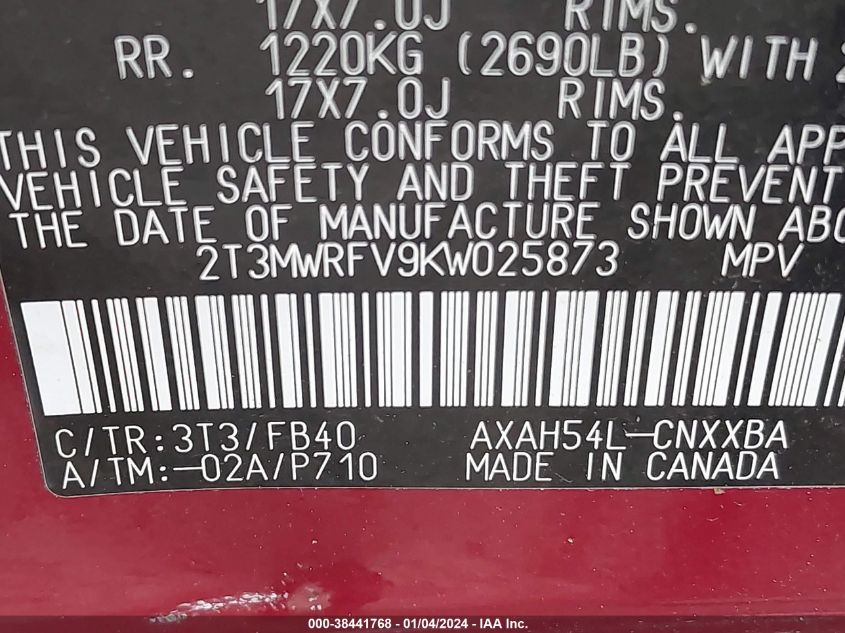 17X7.0J RIMS.
RR. 1220KG (2690LB) WITH
17X7.0J RIMS.
THIS VEHICLE CONFORMS TO ALL APP
VEHICLE SAFETY AND THEFT PREVENT
THE DATE OF MANUFACTURE SHOWN ABO
2T3MWRFV9KW025873 MPV
C/TR:3T3/FB40 AXAH54L-CNXXBA
A/TM:-02A/P710 MADE IN CANADA
000-38441768 - 01/04/2024 - IAA Inc.